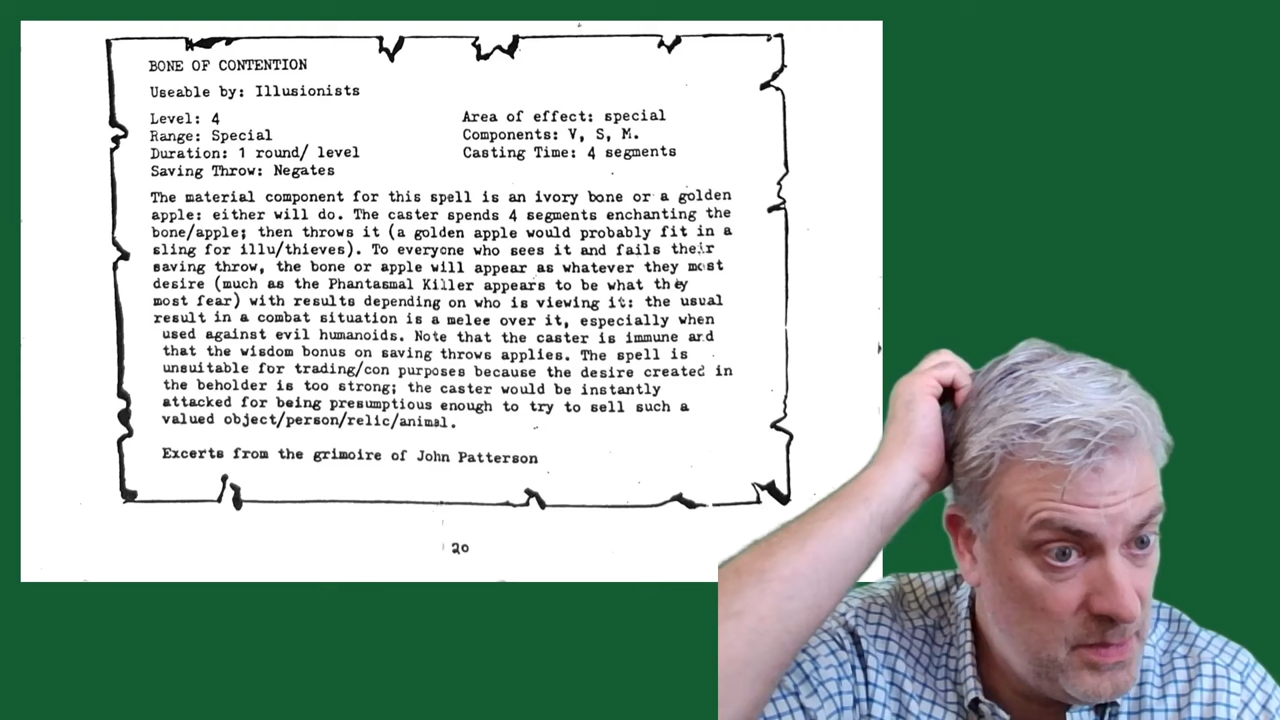 BONE OF CONTENTION
Useable by: Illusionists
Level: 4
Range: Special
Duration: 1 round/ level
Saving Throw: Negates
Area of effect: special
Components: V, S, M.
Casting Time: 4 segments
The material component for this spell is an ivory bone or a golden
apple: either will do. The caster spends 4 segments enchanting the
bone/apple; then throws it (a golden apple would probably fit in a
sling for illu/thieves). To everyone who sees it and fails their
saving throw, the bone or apple will appear as whatever they most
desire (much as the Phantasmal Killer appears to be what they
most fear) with results depending on who is viewing it: the usual
result in a combat situation is a melee over it, especially when
used against evil humanoids. Note that the caster is immune and
that the wisdom bonus on saving throws applies. The spell is
unsuitable for trading/con purposes because the desire created in
the beholder is too strong; the caster would be instantly
attacked for being presumptious enough to try to sell such a
valued object/person/relic/animal.
Excerts from the grimoire of John Patterson
20